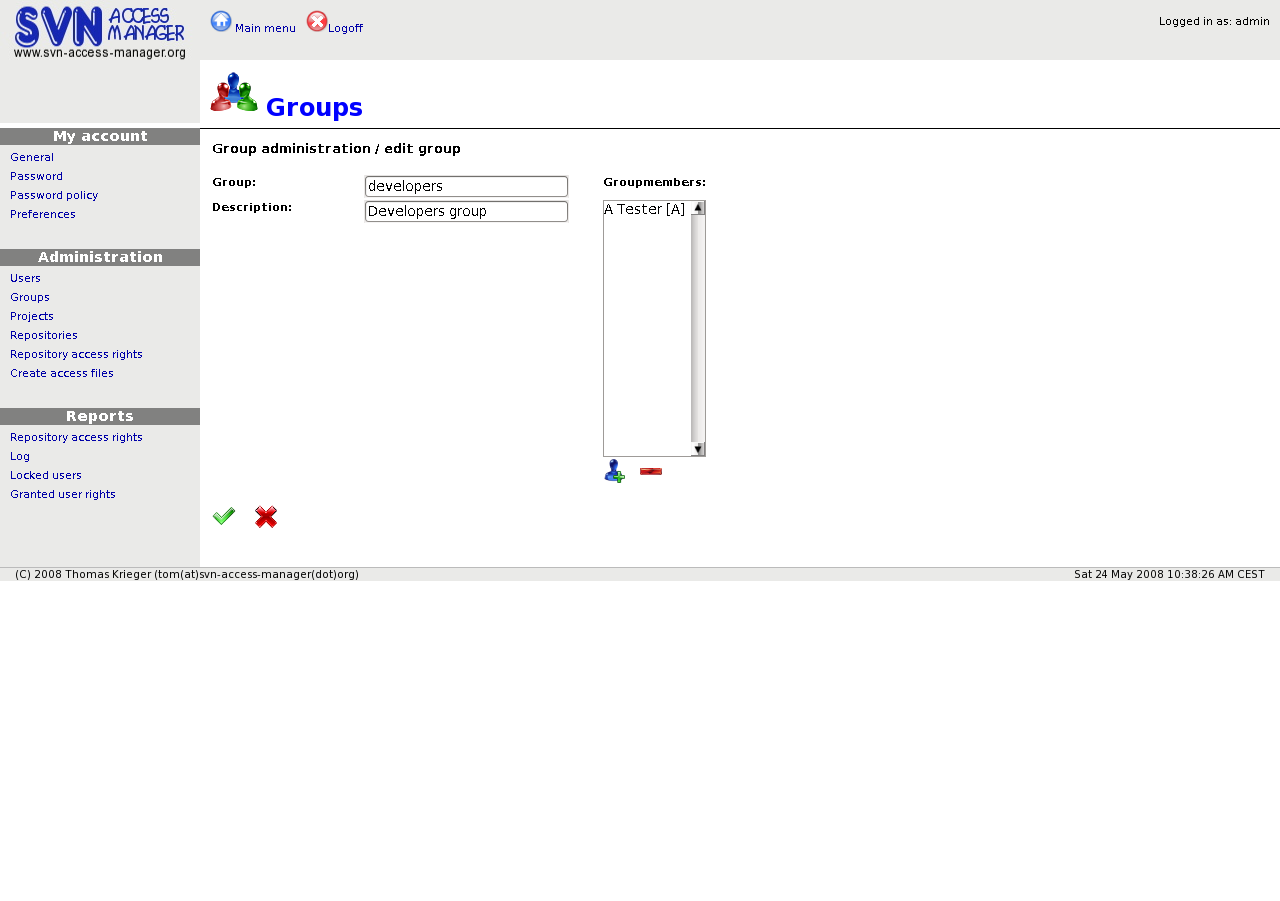 SVN ACCESS MANAGER
www.svn-access-manager.org
Main menu Logoff
Logged in as: admin
Groups
My account
General
Password
Password policy
Preferences
Administration
Users
Groups
Projects
Repositories
Repository access rights
Create access files
Reports
Repository access rights
Log
Locked users
Granted user rights
Group administration / edit group
Group: developers
Description: Developers group
Groupmembers:
A Tester [A]
(C) 2008 Thomas Krieger (tom(at)svn-access-manager(dot)org)
Sat 24 May 2008 10:38:26 AM CEST